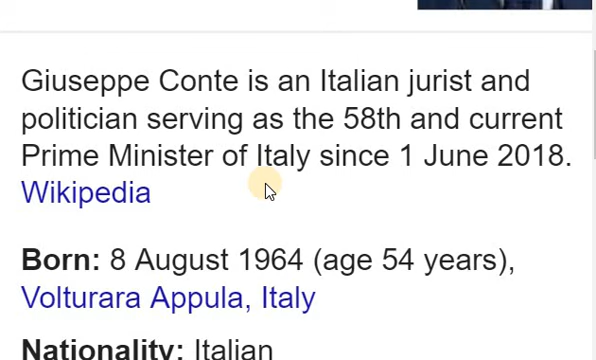 Giuseppe Conte is an Italian jurist and
politician serving as the 58th and current
Prime Minister of Italy since 1 June 2018.
Wikipedia
Born: 8 August 1964 (age 54 years),
Volturara Appula, Italy
Nationality: Italian